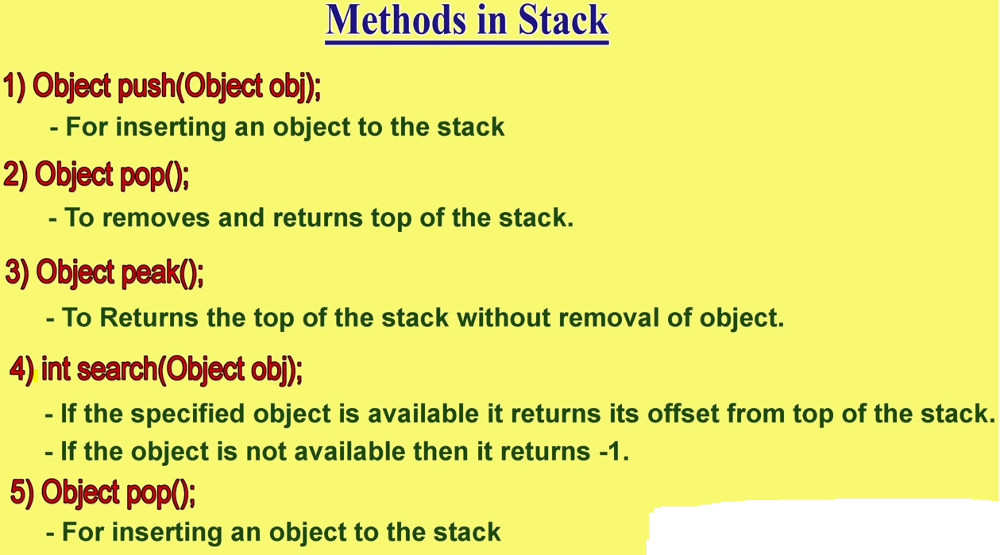 Methods in Stack
1) Object push(Object obj);
- For inserting an object to the stack
2) Object pop();
- To removes and returns top of the stack.
3) Object peak();
- To Returns the top of the stack without removal of object.
4) int search(Object obj);
- If the specified object is available it returns its offset from top of the stack.
- If the object is not available then it returns -1.
5) Object pop();
- For inserting an object to the stack